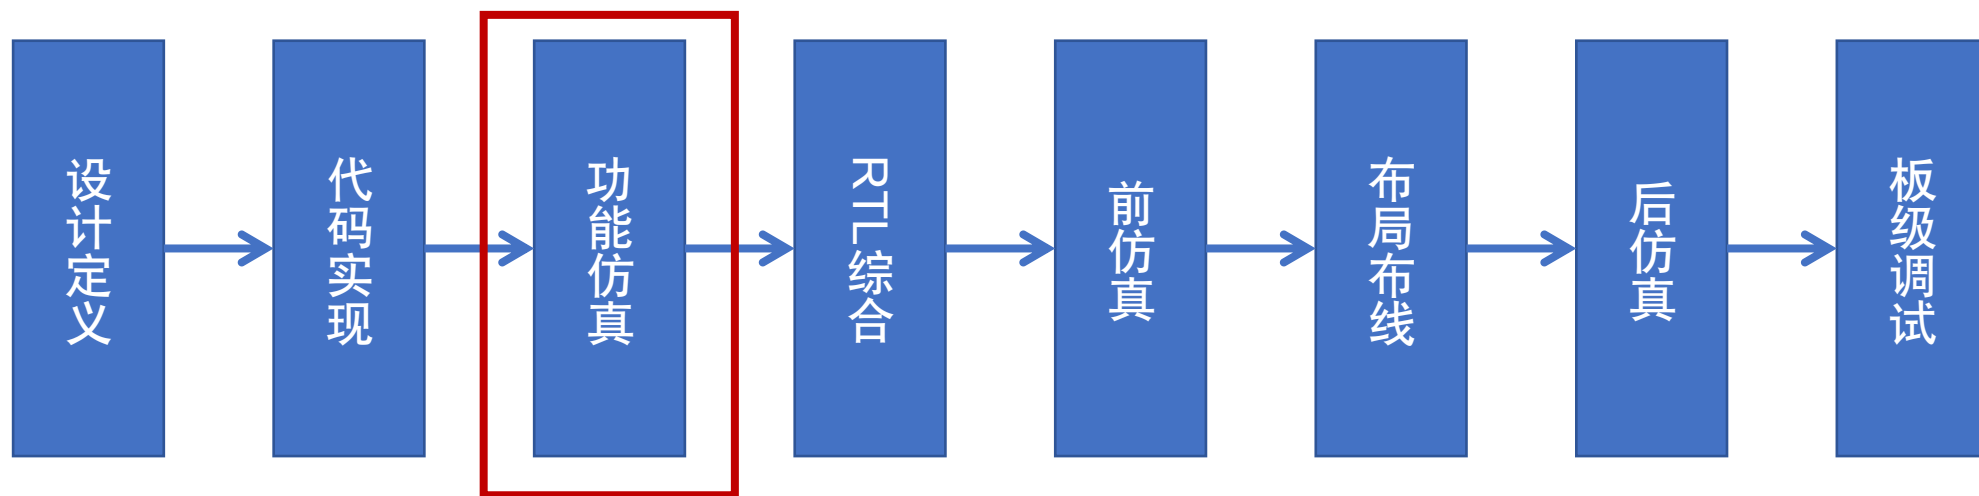 设计定义
代码实现
功能仿真
RTL综合
前仿真
布局布线
后仿真
板级调试